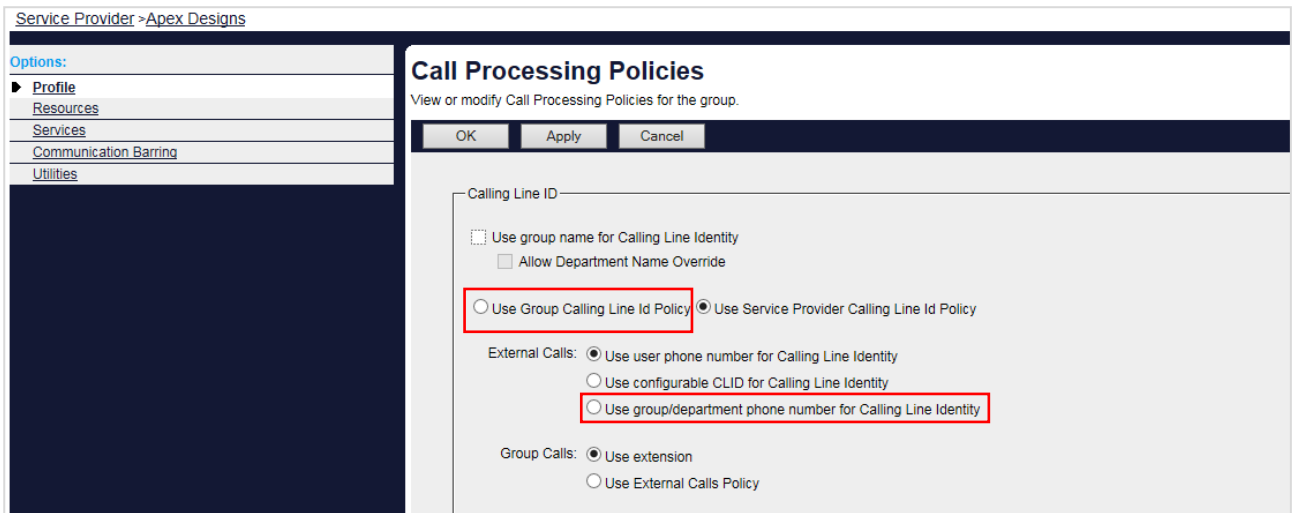 Service Provider >Apex Designs
Options:
Profile
Resources
Services
Communication Barring
Utilities
Call Processing Policies
View or modify Call Processing Policies for the group.
OK Apply Cancel
Calling Line ID
Use group name for Calling Line Identity
Allow Department Name Override
Use Group Calling Line Id Policy Use Service Provider Calling Line Id Policy
External Calls: Use user phone number for Calling Line Identity
Use configurable CLID for Calling Line Identity
Use group/department phone number for Calling Line Identity
Group Calls: Use extension
Use External Calls Policy